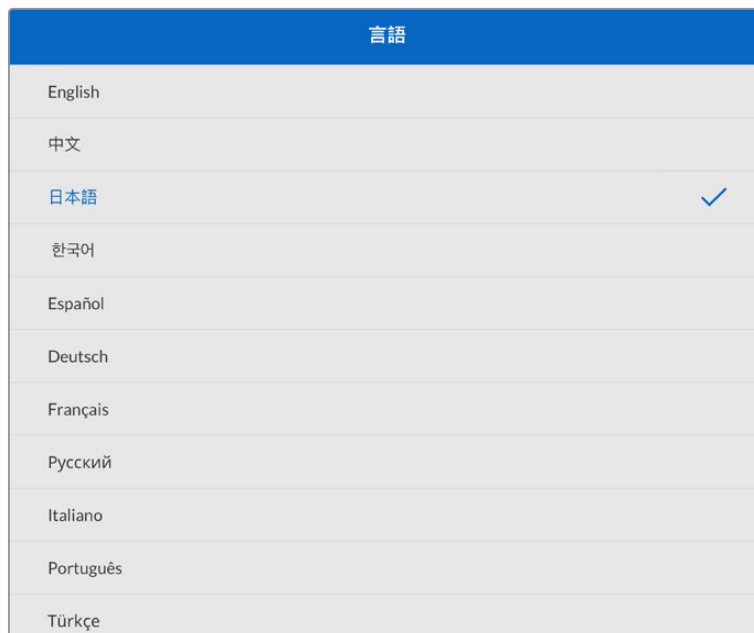 言語
English
中文
日本語
한국어
Español
Deutsch
Français
Русский
Italiano
Português
Türkçe